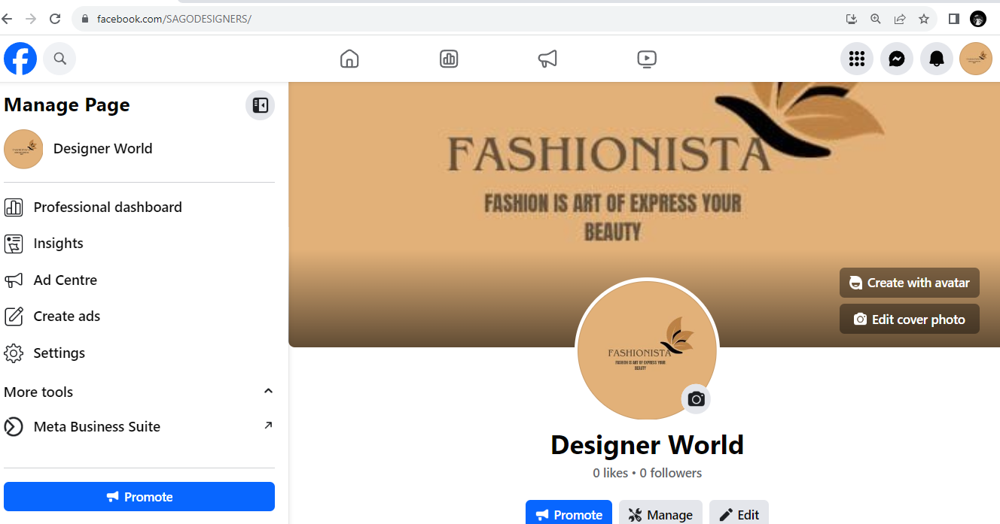 facebook.com/SAGODESIGNERS/
Manage Page
Designer World
Professional dashboard
Insights
Ad Centre
Create ads
Settings
More tools
Meta Business Suite
Promote
FASHIONISTA
FASHION IS ART OF EXPRESS YOUR
BEAUTY
Create with avatar
Edit cover photo
FASHIONISTA
FASHION IS ART OF EXPRESS YOUR
BEAUTY
Designer World
0 likes • 0 followers
Promote Manage Edit